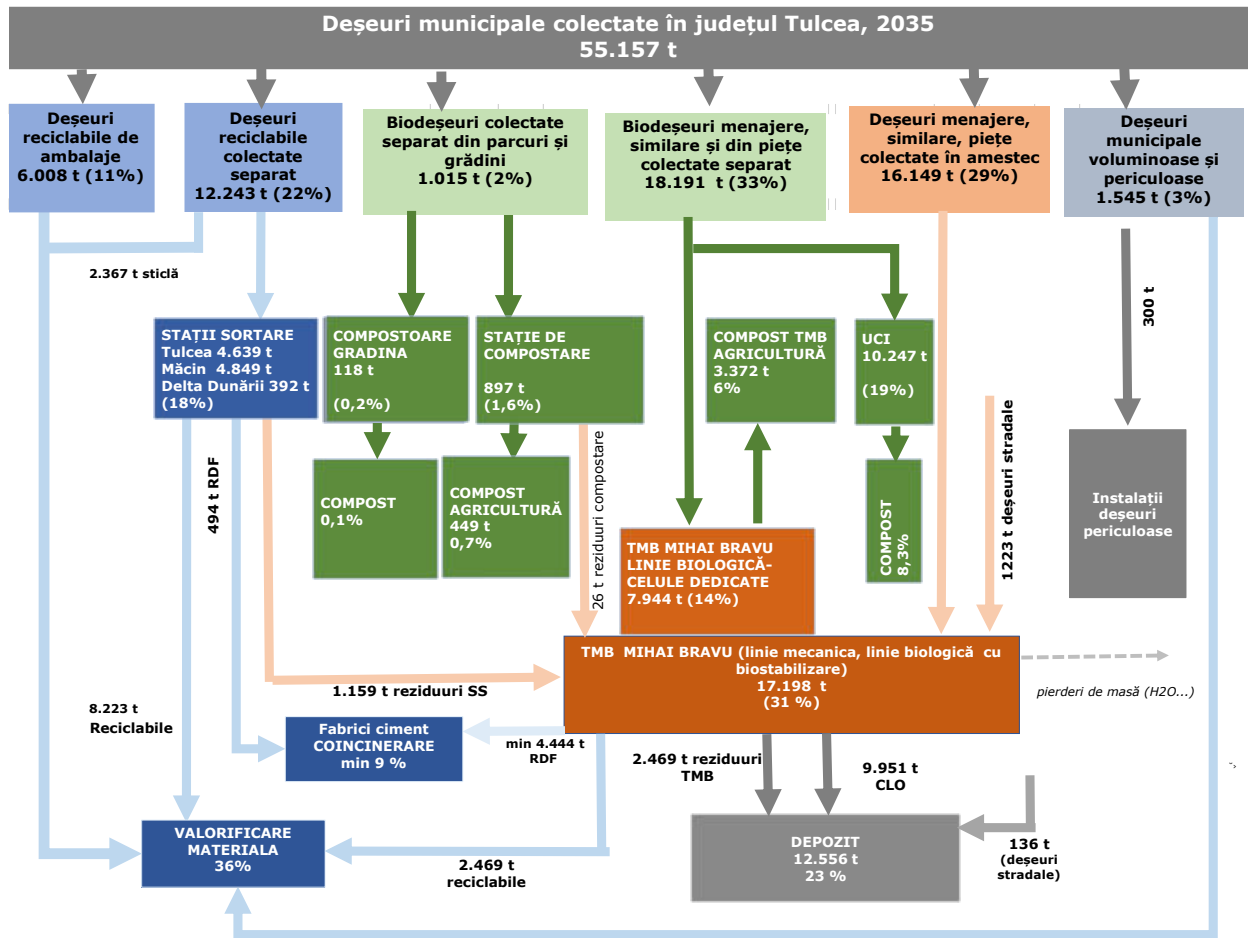 Deșeuri municipale colectate în județul Tulcea, 2035
55.157 t
Deșeuri
reciclabile de
ambalaje
6.008 t (11%)
Deșeuri
reciclabile
colectate
separat
12.243 t (22%)
Biodeșeuri colectate
separat din parcuri și
grădini
1.015 t (2%)
Biodeșeuri menajere,
similare și din piețe
colectate separat
18.191 t (33%)
Deșeuri menajere,
similare, piețe
colectate în amestec
16.149 t (29%)
Deșeuri
municipale
voluminoase și
periculoase
1.545 t (3%)
2.367 t sticlă
300 t
STAȚII SORTARE
Tulcea 4.639 t
Măcin 4.849 t
Delta Dunării 392 t
(18%)
COMPOSTOARE
GRADINA
118 t
(0,2%)
STAȚIE DE
COMPOSTARE
897 t
(1,6%)
COMPOST TMB
AGRICULTURĂ
3.372 t
6%
UCI
10.247 t
(19%)
494 t RDF
COMPOST
0,1%
COMPOST
AGRICULTURĂ
449 t
0,7%
26 t reziduuri compostare
COMPOST
8,3%
1223 t deșeuri stradale
Instalații
deșeuri
periculoase
TMB MIHAI BRAVU
LINIE BIOLOGICĂ-
CELULE DEDICATE
7.944 t (14%)
TMB MIHAI BRAVU (linie mecanica, linie biologică cu
biostabilizare)
17.198 t
(31 %)
pierderi de masă (H2O...)
1.159 t reziduuri SS
8.223 t
Reciclabile
Fabrici ciment
COINCINERARE
min 9 %
min 4.444 t
RDF
2.469 t reziduuri
TMB
9.951 t
CLO
VALORIFICARE
MATERIALA
36%
2.469 t
reciclabile
DEPOZIT
12.556 t
23 %
136 t
(deșeuri
stradale)